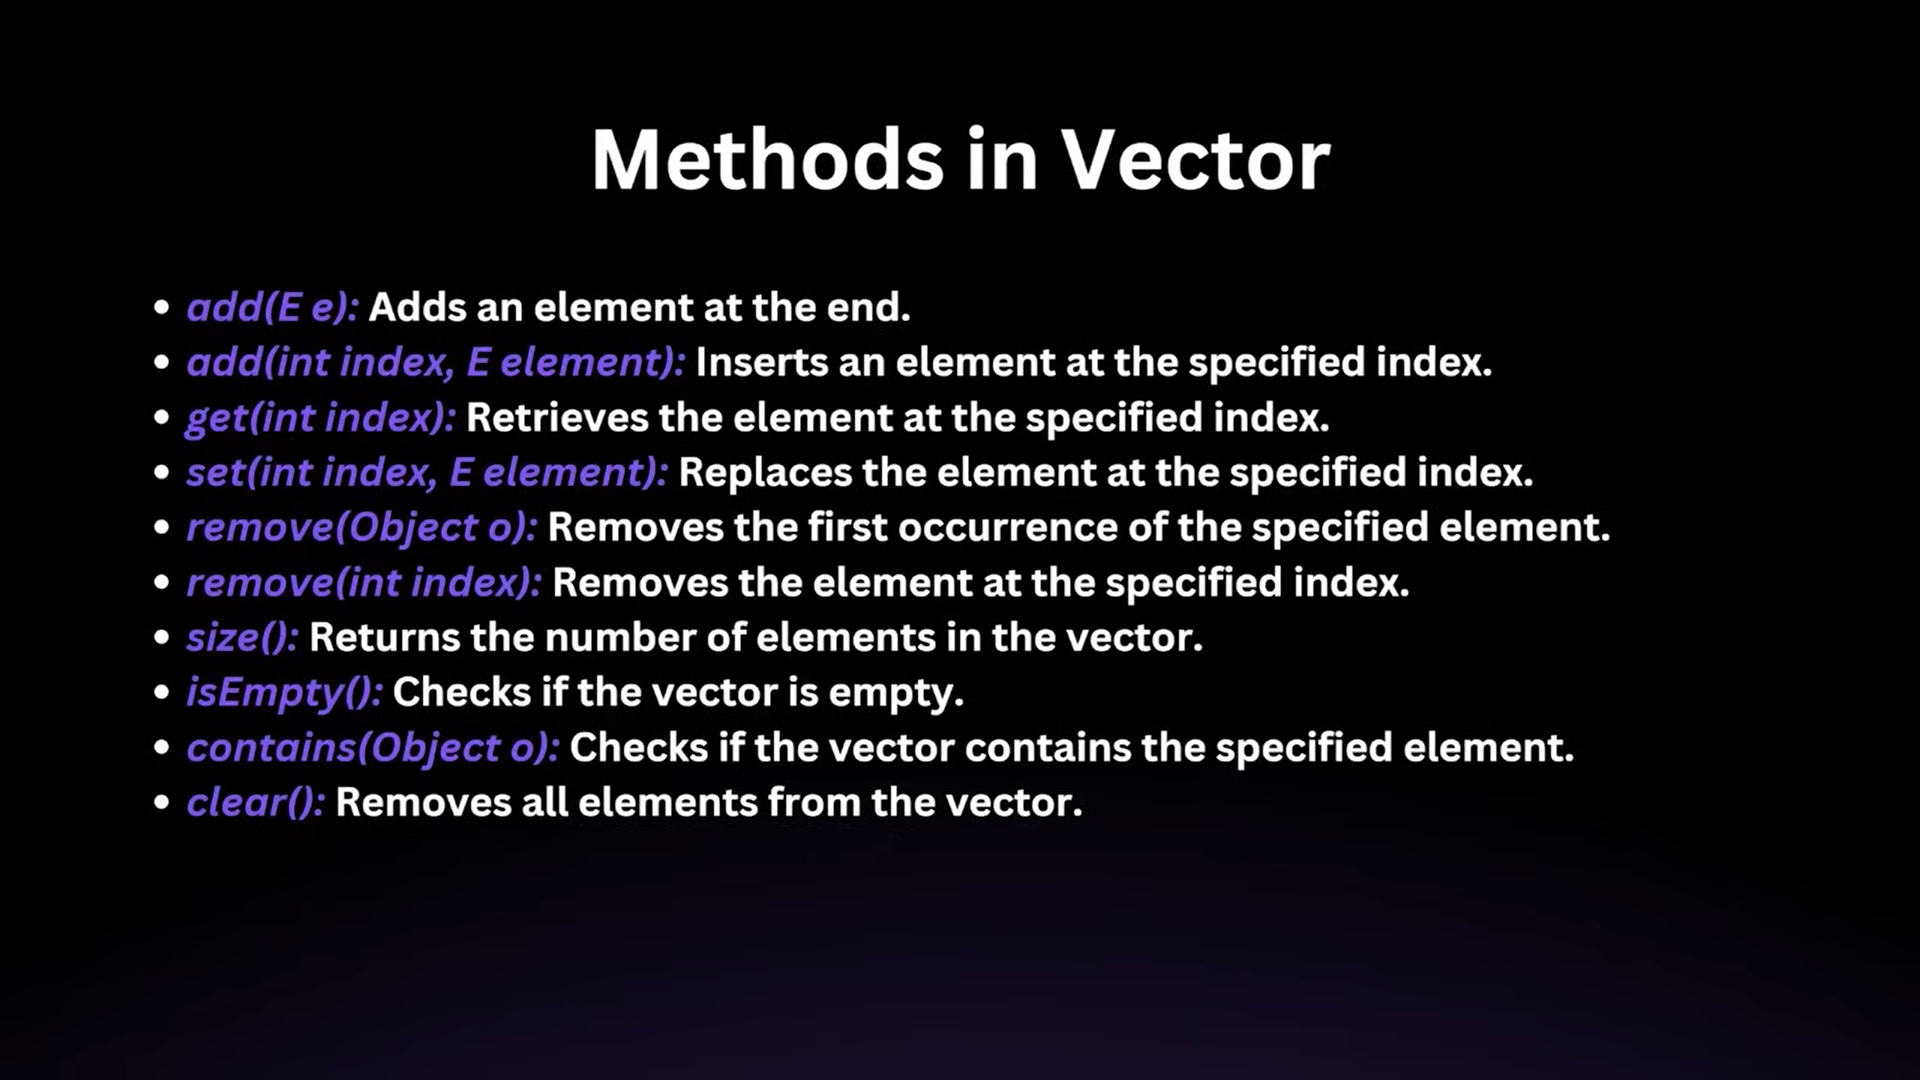 Methods in Vector
• add(E e): Adds an element at the end.
• add(int index, E element): Inserts an element at the specified index.
• get(int index): Retrieves the element at the specified index.
• set(int index, E element): Replaces the element at the specified index.
• remove(Object o): Removes the first occurrence of the specified element.
• remove(int index): Removes the element at the specified index.
• size(): Returns the number of elements in the vector.
• isEmpty(): Checks if the vector is empty.
• contains(Object o): Checks if the vector contains the specified element.
• clear(): Removes all elements from the vector.